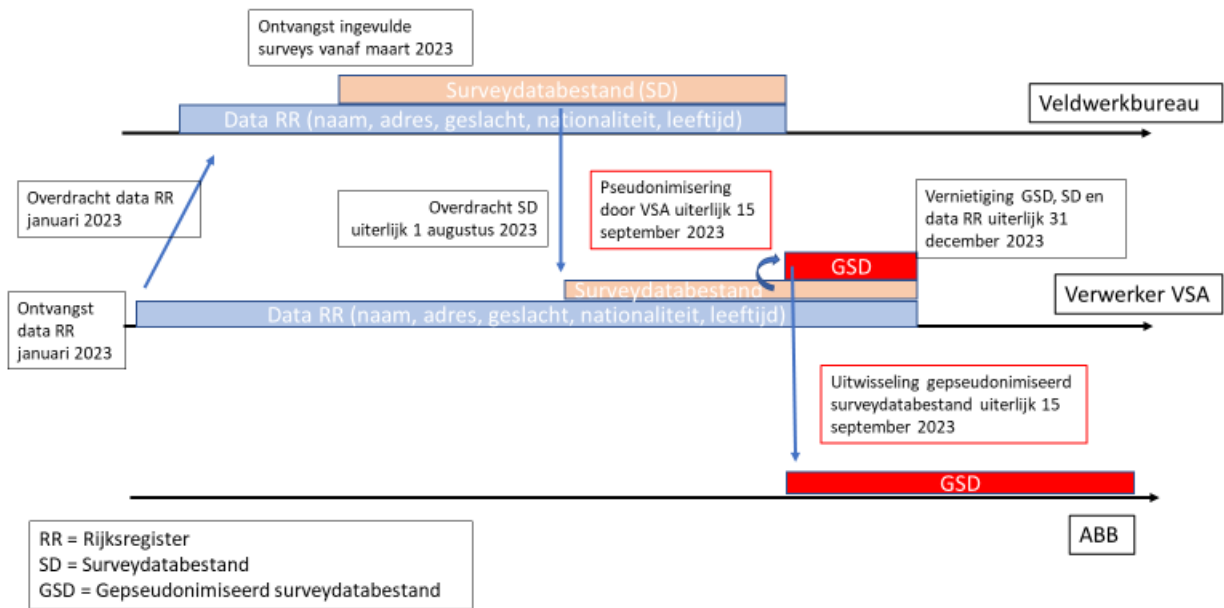 Ontvangst ingevulde
surveys vanaf maart 2023
Surveydatabestand (SD)
Veldwerkbureau
Data RR (naam, adres, geslacht, nationaliteit, leeftijd)
Overdracht data RR
januari 2023
Overdracht SD
uiterlijk 1 augustus 2023
Pseudonimisering
door VSA uiterlijk 15
september 2023
Vernietiging GSD, SD en
data RR uiterlijk 31
december 2023
GSD
Surveydatabestand
Verwerker VSA
Ontvangst
data RR
januari 2023
Data RR (naam, adres, geslacht, nationaliteit, leeftijd)
Uitwisseling gepseudonimiseerd
surveydatabestand uiterlijk 15
september 2023
GSD
ABB
RR = Rijksregister
SD = Surveydatabestand
GSD = Gepseudonimiseerd surveydatabestand